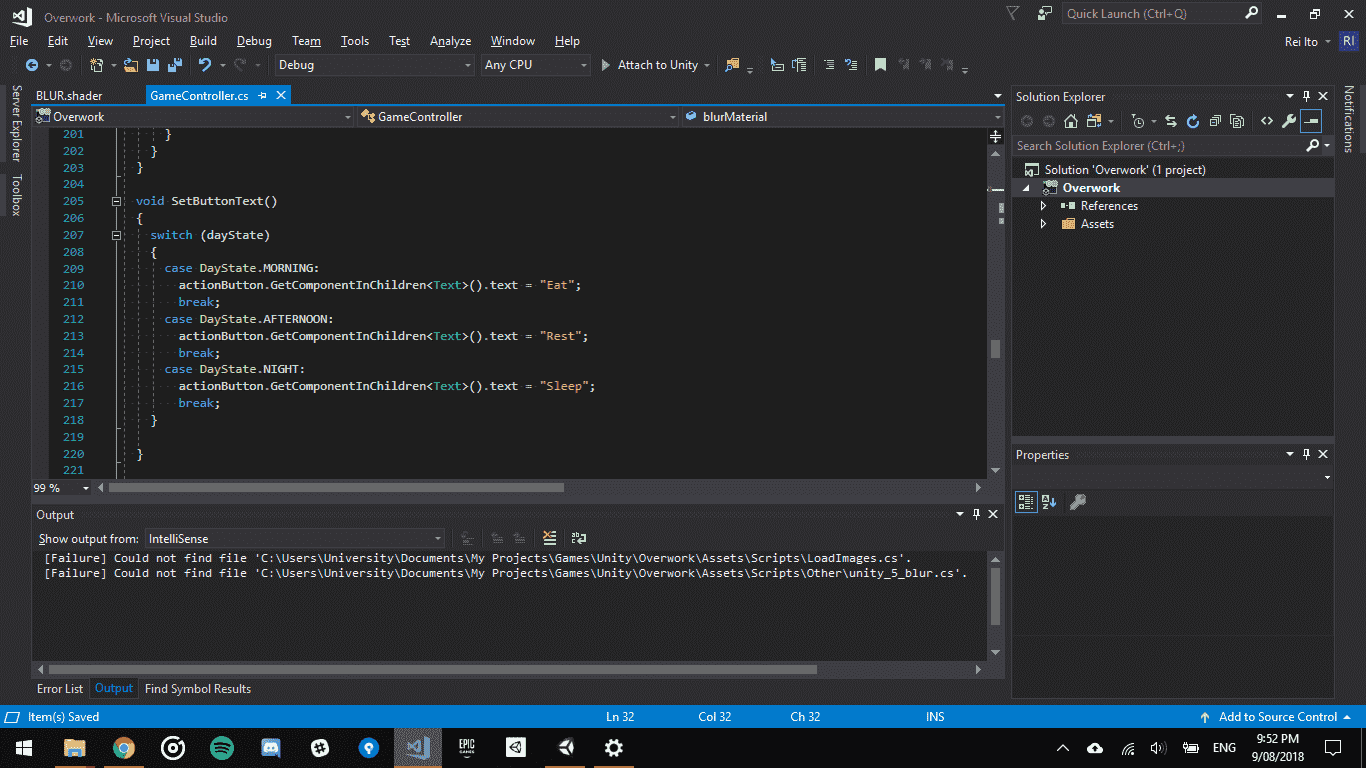 Overwork - Microsoft Visual Studio
Quick Launch (Ctrl+Q)
File Edit View Project Build Debug Team Tools Test Analyze Window Help
Rei Ito RI
Debug Any CPU Attach to Unity
Server Explorer
Toolbox
BLUR.shader GameController.cs
Overwork GameController blurMaterial
201 }
202 }
203 }
204
205 void SetButtonText()
206 {
207 switch (dayState)
208 {
209 case DayState.MORNING:
210 actionButton.GetComponentInChildren<Text>().text = "Eat";
211 break;
212 case DayState.AFTERNOON:
213 actionButton.GetComponentInChildren<Text>().text = "Rest";
214 break;
215 case DayState.NIGHT:
216 actionButton.GetComponentInChildren<Text>().text = "Sleep";
217 break;
218 }
219
220 }
221
99 %
Output
Show output from: IntelliSense
[Failure] Could not find file 'C:\Users\University\Documents\My Projects\Games\Unity\Overwork\Assets\Scripts\LoadImages.cs'.
[Failure] Could not find file 'C:\Users\University\Documents\My Projects\Games\Unity\Overwork\Assets\Scripts\Other\unity_5_blur.cs'.
Error List Output Find Symbol Results
Solution Explorer
Search Solution Explorer (Ctrl+;)
Solution 'Overwork' (1 project)
Overwork
References
Assets
Properties
Notifications
Item(s) Saved Ln 32 Col 32 Ch 32 INS Add to Source Control
EPIC
GAMES
ENG
9:52 PM
9/08/2018